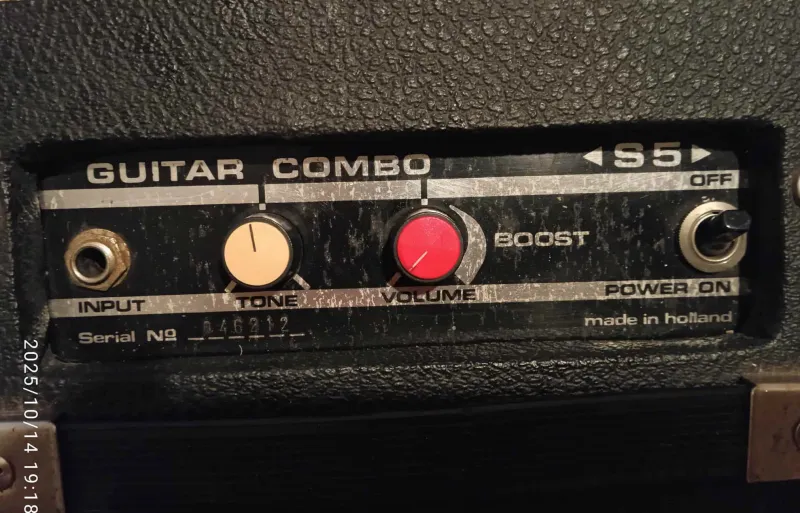 GUITAR COMBO
◄S5►
OFF
BOOST
INPUT
TONE
VOLUME
POWER ON
Serial Nº
made in holland
2025/10/14 19:18